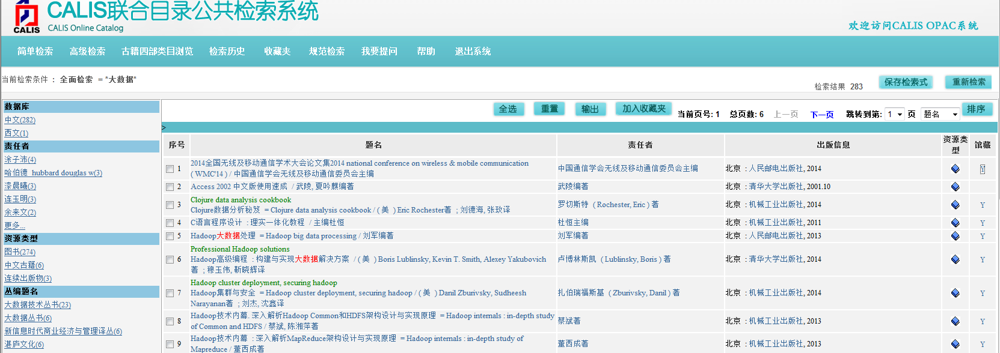 CALIS联合目录公共检索系统
CALIS
CALIS Online Catalog
欢迎访问CALIS OPAC系统
简单检索 高级检索 古籍四部类目浏览 检索历史 收藏夹 规范检索 我要提问 帮助 退出系统
当前检索条件 : 全面检索 = *大数据*
检索结果 283 保存检索式 重新检索
数据库
中文(282)
西文(1)
责任者
涂子沛(4)
哈伯德 hubbard douglas w(3)
漆晨曦(3)
连玉明(3)
余来文(2)
更多...
资源类型
图书(274)
中文古籍(6)
连续出版物(3)
丛编题名
大数据技术丛书(23)
大数据丛书(6)
新信息时代商业经济与管理译丛(6)
湛庐文化(6)
全选 重置 输出 加入收藏夹 当前页号: 1 总页数: 6 上一页 下一页 跳转到第: 1 页 题名 排序
>
序号 题名 责任者 出版信息 资源类型 馆藏
1 2014全国无线及移动通信学术大会论文集2014 national conference on wireless & mobile communication
( WMC'14 ) / 中国通信学会无线及移动通信委员会主编 中国通信学会无线及移动通信委员会主编 北京 : 人民邮电出版社, 2014 Y
2 Access 2002 中文版使用速成 / 武陵, 夏吟麒编著 武陵编著 北京 : 清华大学出版社, 2001.10
Clojure data analysis cookbook
3 Clojure数据分析秘笈 = Clojure data analysis cookbook / ( 美 ) Eric Rochester著 ; 刘德海, 张玫译 罗切斯特 ( Rochester, Eric ) 著 北京 : 机械工业出版社, 2014 Y
4 C语言程序设计 : 理实一体化教程 / 主编杜恒 杜恒主编 北京 : 机械工业出版社, 2011 Y
5 Hadoop大数据处理 = Hadoop big data processing / 刘军编著 刘军编著 北京 : 人民邮电出版社, 2013 Y
Professional Hadoop solutions
6 Hadoop高级编程 : 构建与实现大数据解决方案 / ( 美 ) Boris Lublinsky, Kevin T. Smith, Alexey Yakubovich
著 ; 穆玉伟, 靳晓辉译 卢博林斯凯 ( Lublinsky, Boris ) 著 北京 : 清华大学出版社, 2014 Y
Hadoop cluster deployment, securing hadoop
7 Hadoop集群与安全 = Hadoop cluster deployment, securing hadoop / ( 美 ) Danil Zburivsky, Sudheesh
Narayanan著 ; 刘杰, 沈鑫译 扎伯瑞福斯基 ( Zburivsky, Danil ) 著 北京 : 机械工业出版社, 2014 Y
8 Hadoop技术内幕. 深入解析Hadoop Common和HDFS架构设计与实现原理 = Hadoop internals : in-depth study
of Common and HDFS / 蔡斌, 陈湘萍著 蔡斌著 北京 : 机械工业出版社, 2013 Y
9 Hadoop技术内幕 : 深入解析MapReduce架构设计与实现原理 = Hadoop internals : in-depth study of
Mapreduce / 董西成著 董西成著 北京 : 机械工业出版社, 2013 Y